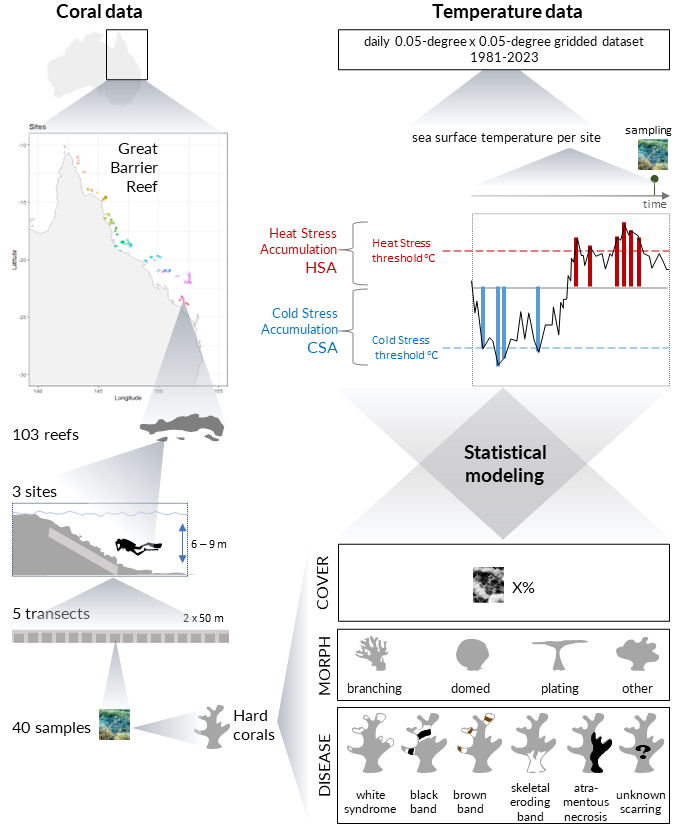 Coral data
Sites
Great
Barrier
Reef
-10
-15
-20
-25
-30
Latitude
140
145
150
155
Longitude
103 reefs
3 sites
6 – 9 m
5 transects
2 x 50 m
40 samples
Hard
corals
Temperature data
daily 0.05-degree x 0.05-degree gridded dataset
1981-2023
sea surface temperature per site
sampling
time
Heat Stress
Accumulation
HSA
Heat Stress
threshold °C
Cold Stress
Accumulation
CSA
Cold Stress
threshold °C
Statistical
modeling
COVER
X%
MORPH
branching
domed
plating
other
DISEASE
?
white
syndrome
black
band
brown
band
skeletal
eroding
band
atra-
mentous
necrosis
unknown
scarring